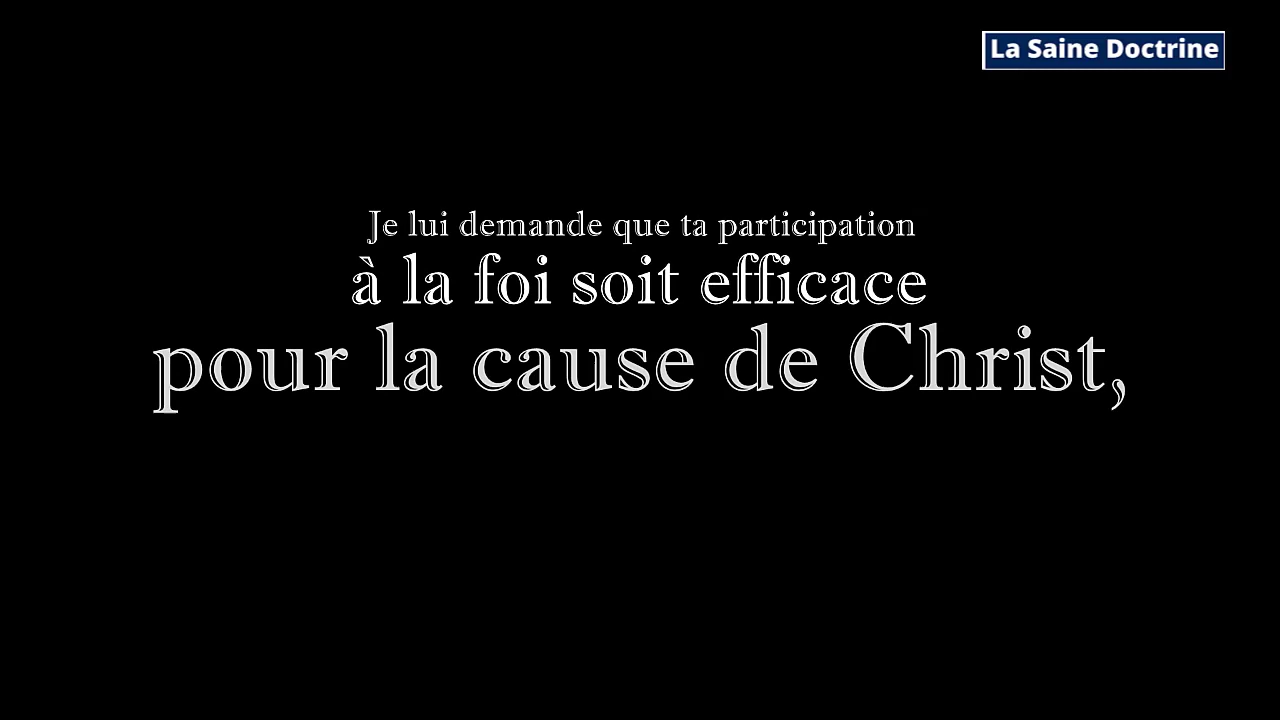 La Saine Doctrine
Je lui demande que ta participation
à la foi soit efficace
pour la cause de Christ,